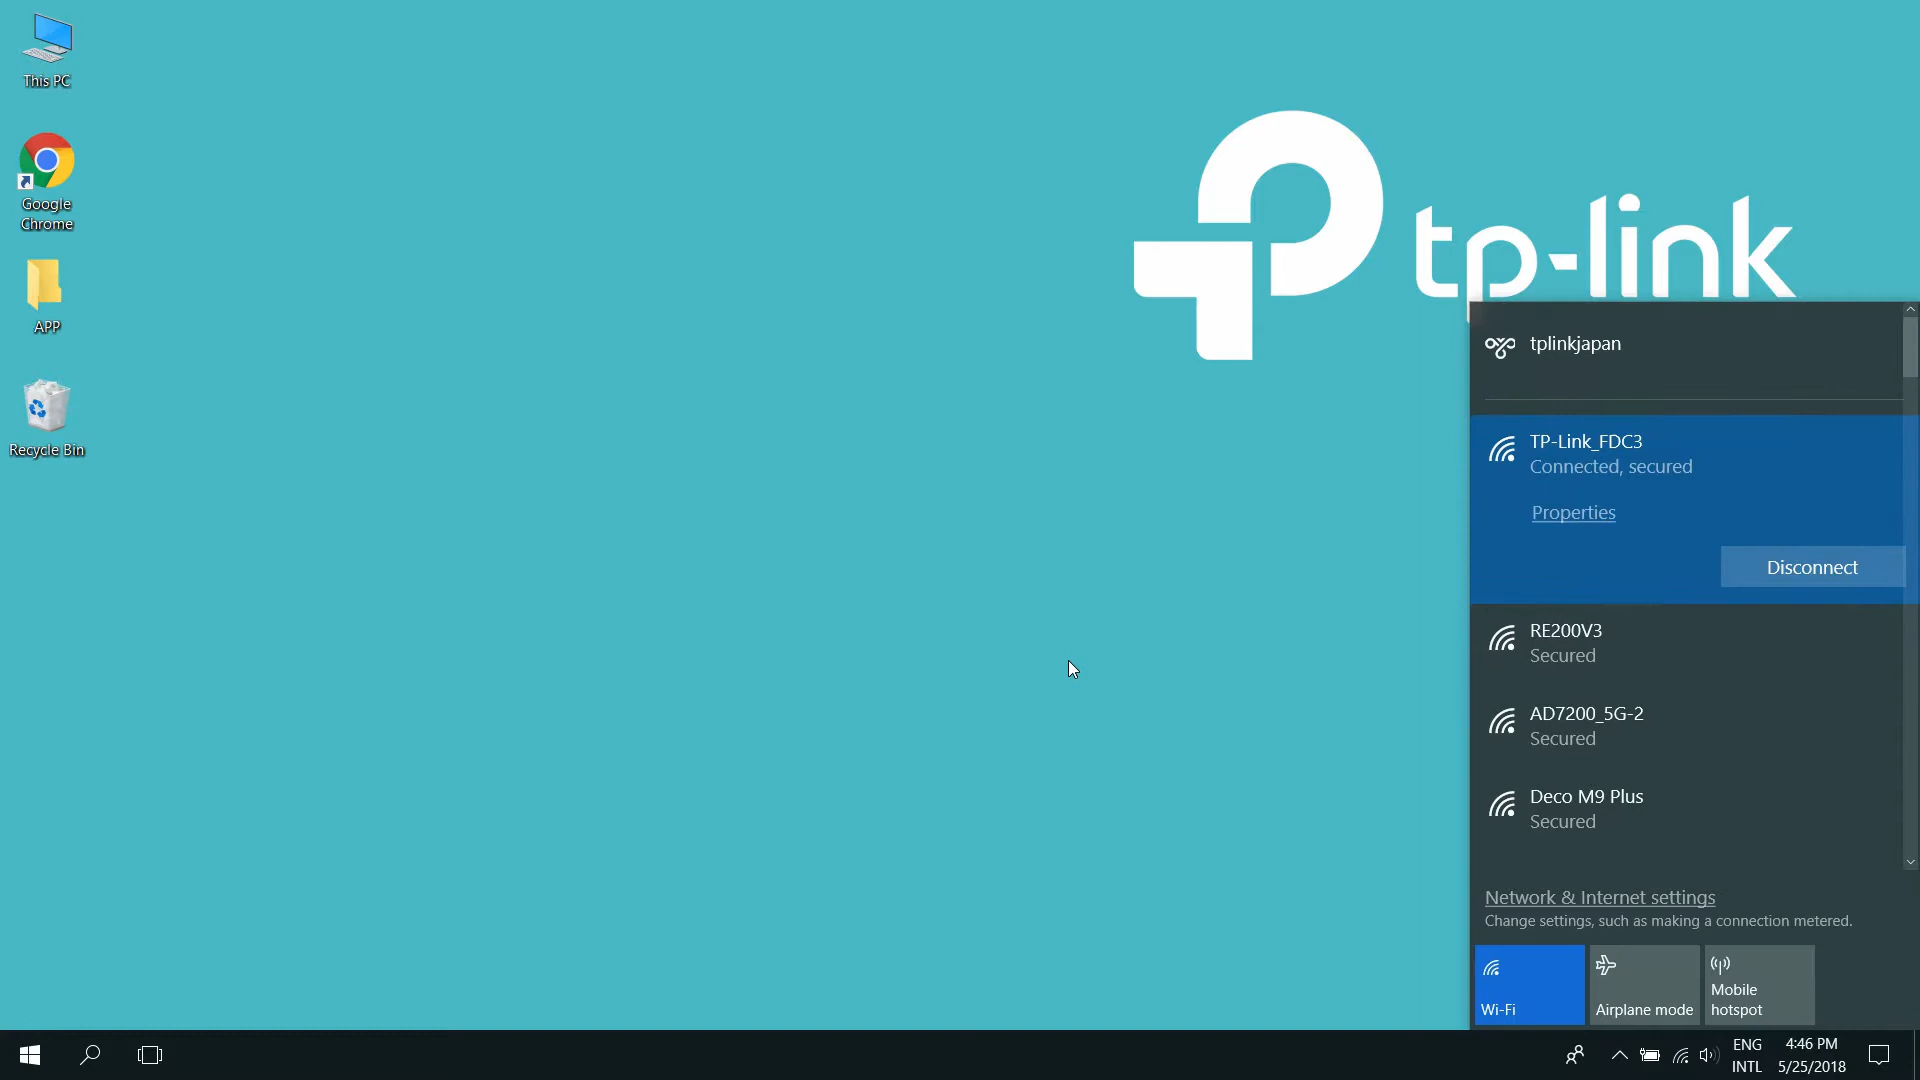 This PC
Google
Chrome
APP
Recycle Bin
tp-link
tplinkjapan
TP-Link_FDC3
Connected, secured
Properties
Disconnect
RE200V3
Secured
AD7200_5G-2
Secured
Deco M9 Plus
Secured
Network & Internet settings
Change settings, such as making a connection metered.
Wi-Fi
Airplane mode
Mobile
hotspot
ENG
INTL
4:46 PM
5/25/2018